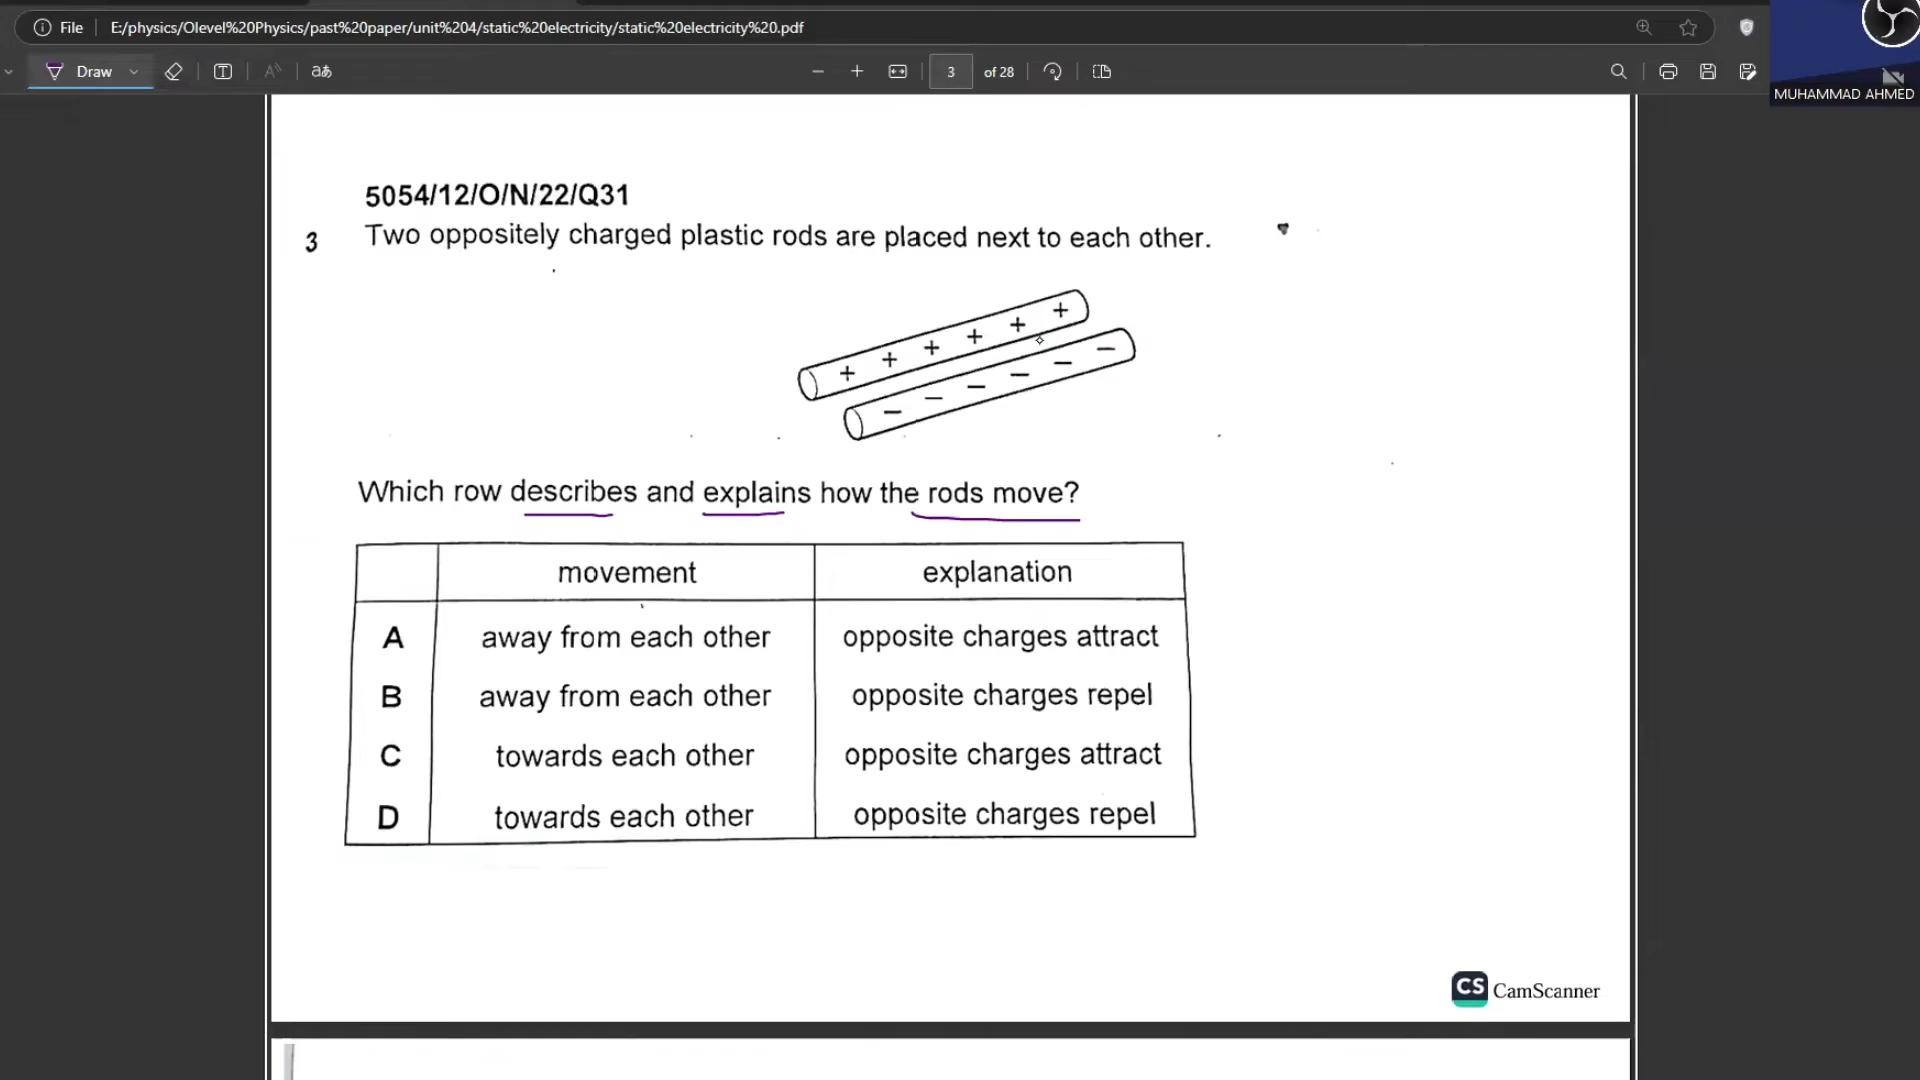 File
E:/physics/Olevel%20Physics/past%20paper/unit%204/static%20electricity/static%20electricity%20.pdf
Draw
aあ
3 of 28
MUHAMMAD AHMED
5054/12/O/N/22/Q31
3 Two oppositely charged plastic rods are placed next to each other.
+ + + + + +
− − − − − −
Which row describes and explains how the rods move?
movement explanation
A away from each other opposite charges attract
B away from each other opposite charges repel
C towards each other opposite charges attract
D towards each other opposite charges repel
CS CamScanner